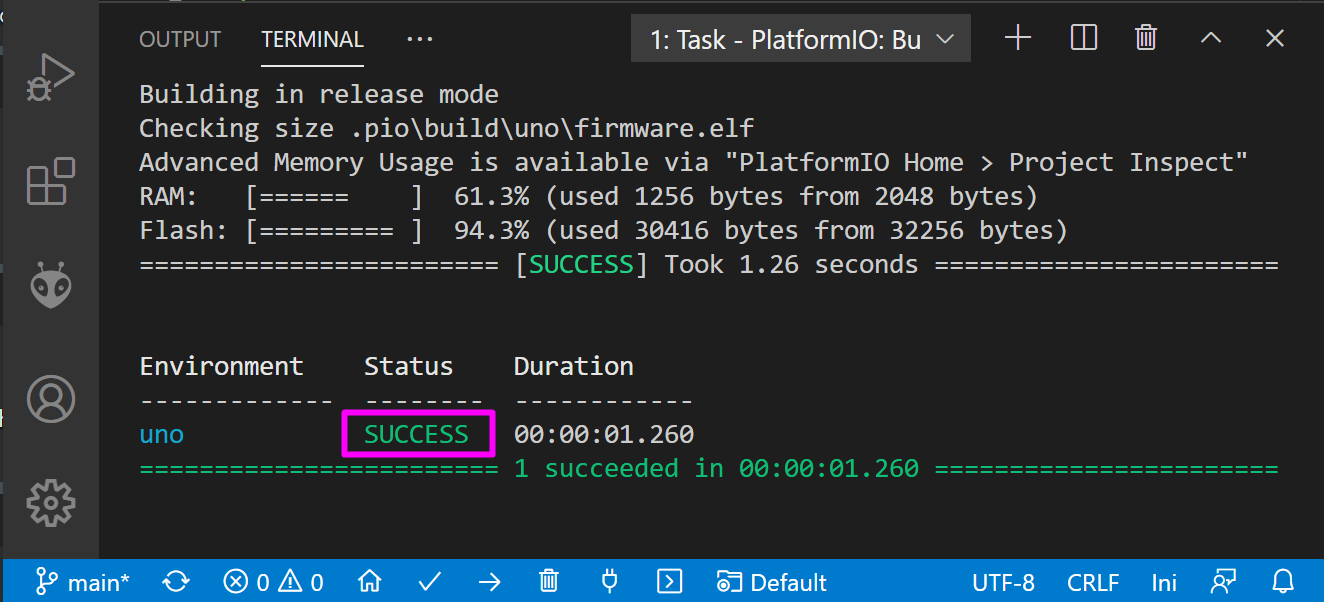 OUTPUT TERMINAL ··· 1: Task - PlatformIO: Bu
Building in release mode
Checking size .pio\build\uno\firmware.elf
Advanced Memory Usage is available via "PlatformIO Home > Project Inspect"
RAM:   [======    ]  61.3% (used 1256 bytes from 2048 bytes)
Flash: [========= ]  94.3% (used 30416 bytes from 32256 bytes)
======================== [SUCCESS] Took 1.26 seconds =======================
Environment    Status    Duration
-------------  --------  ------------
uno            SUCCESS   00:00:01.260
======================== 1 succeeded in 00:00:01.260 =======================
main* 0 0 Default UTF-8 CRLF Ini